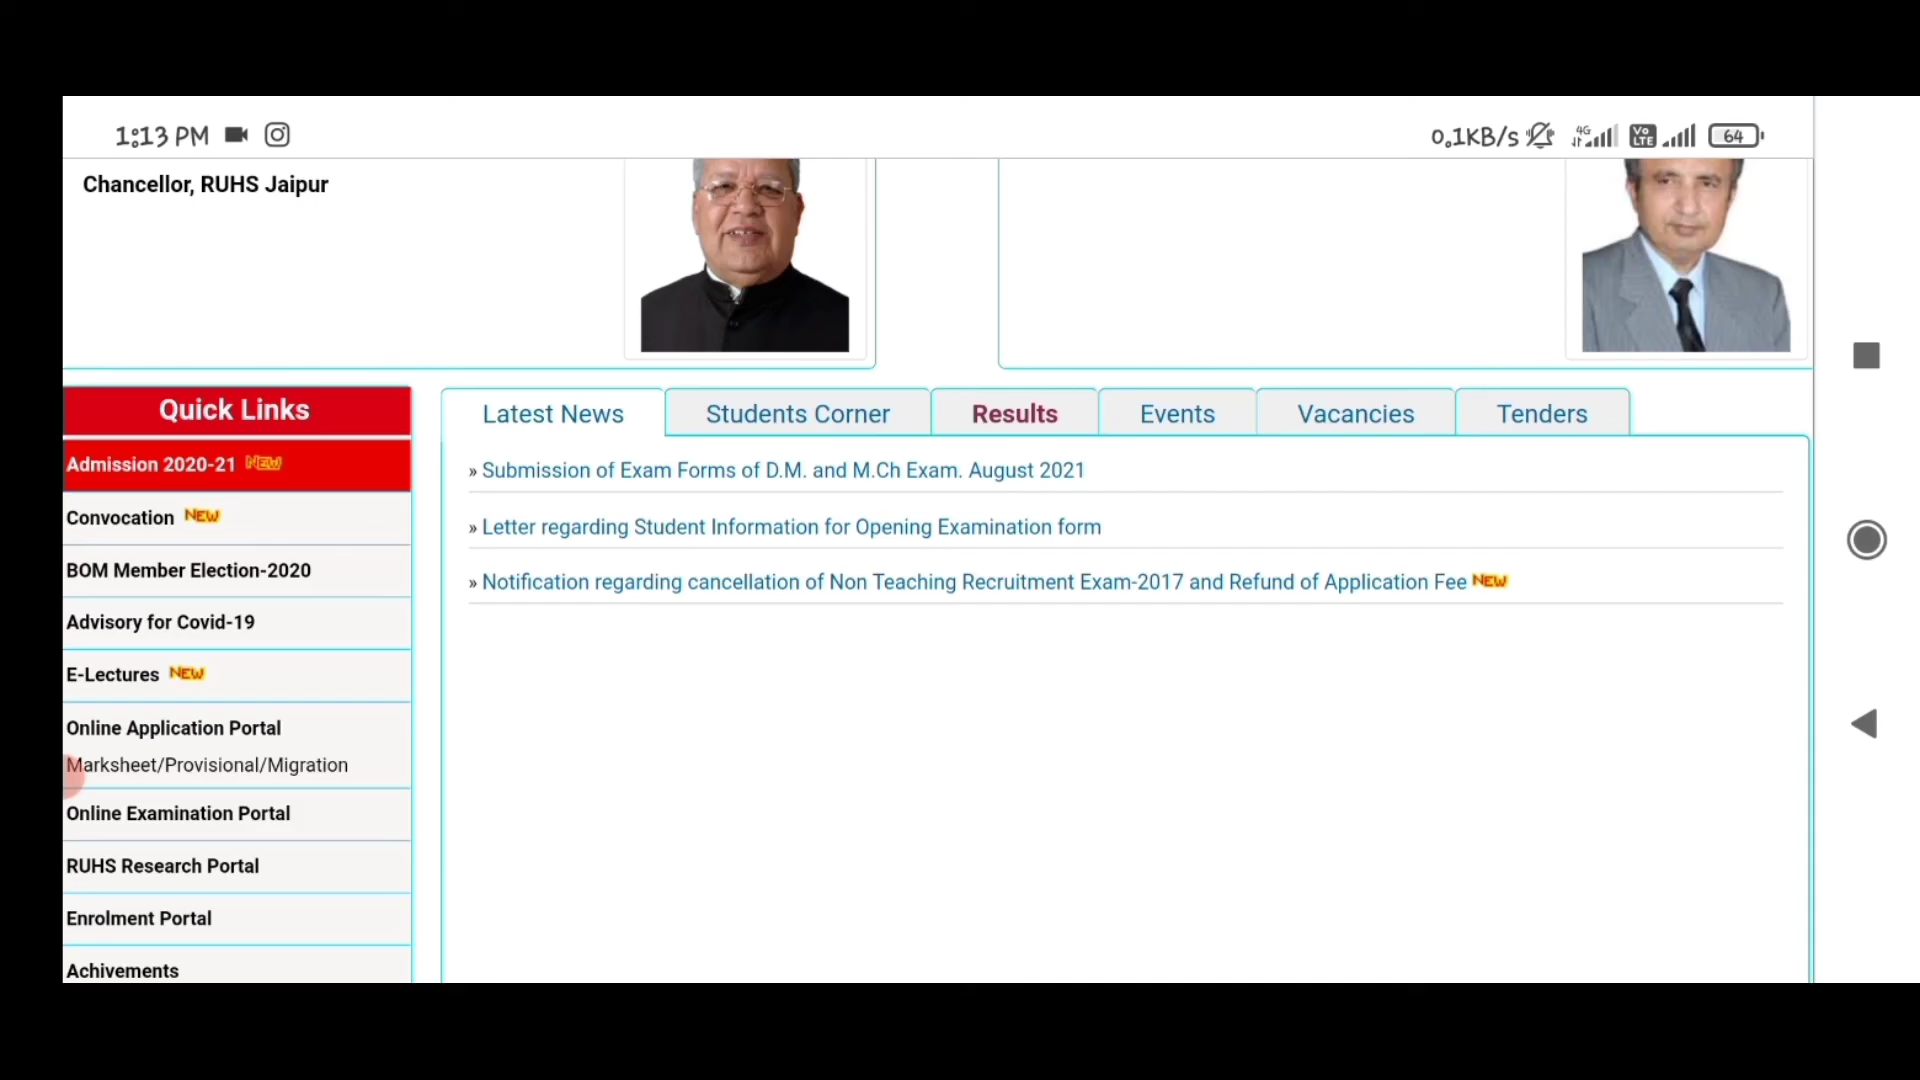 1:13 PM
0.1KB/s 4G Vo LTE 64
Chancellor, RUHS Jaipur
Quick Links
Admission 2020-21 NEW
Convocation NEW
BOM Member Election-2020
Advisory for Covid-19
E-Lectures NEW
Online Application Portal
Marksheet/Provisional/Migration
Online Examination Portal
RUHS Research Portal
Enrolment Portal
Achivements
Latest News Students Corner Results Events Vacancies Tenders
» Submission of Exam Forms of D.M. and M.Ch Exam. August 2021
» Letter regarding Student Information for Opening Examination form
» Notification regarding cancellation of Non Teaching Recruitment Exam-2017 and Refund of Application Fee NEW